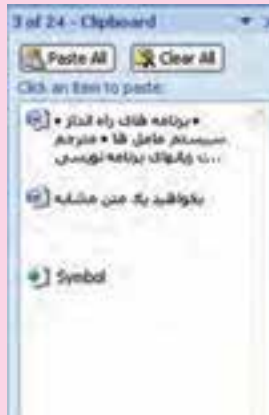 3 of 24 - Clipboard
Paste All Clear All
Click an item to paste:
• برنامه های راه انداز •
سیستم عامل ها • مترجم
...ت زبانهای برنامه نویسی
بخواهید یک متن مشابه
Symbol